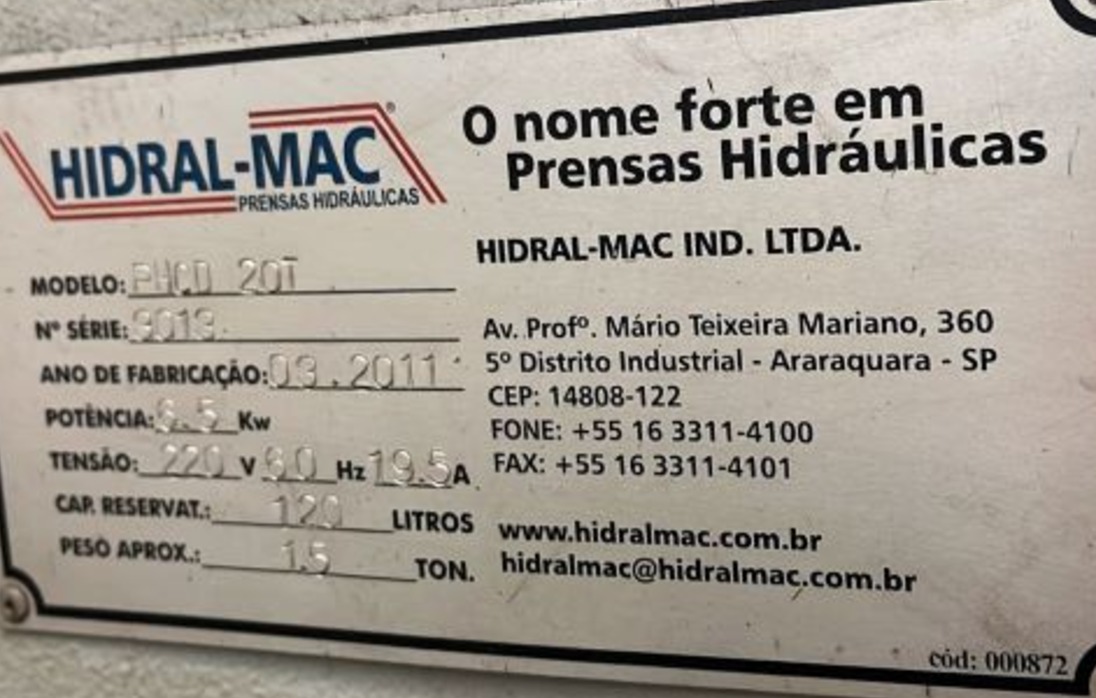 HIDRAL-MAC®
PRENSAS HIDRÁULICAS
O nome forte em
Prensas Hidráulicas
HIDRAL-MAC IND. LTDA.
MODELO: PHCD 20T
Nº SÉRIE:
ANO DE FABRICAÇÃO: 03.2011
POTÊNCIA: Kw
TENSÃO: 220 V 60 Hz 19.5 A
CAP. RESERVAT.: 120 LITROS
PESO APROX.: 1.5 TON.
Av. Profº. Mário Teixeira Mariano, 360
5º Distrito Industrial - Araraquara - SP
CEP: 14808-122
FONE: +55 16 3311-4100
FAX: +55 16 3311-4101
www.hidralmac.com.br
hidralmac@hidralmac.com.br
cód: 000872